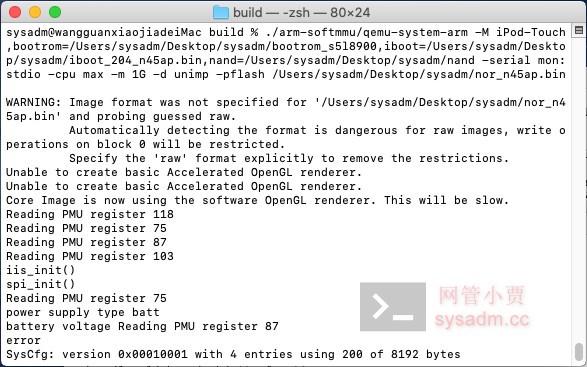 build — -zsh — 80×24
sysadm@wangguanxiaojiadeiMac build % ./arm-softmmu/qemu-system-arm -M iPod-Touch
,bootrom=/Users/sysadm/Desktop/sysadm/bootrom_s5l8900,iboot=/Users/sysadm/Deskto
p/sysadm/iboot_204_n45ap.bin,nand=/Users/sysadm/Desktop/sysadm/nand -serial mon:
stdio -cpu max -m 1G -d unimp -pflash /Users/sysadm/Desktop/sysadm/nor_n45ap.bin
WARNING: Image format was not specified for '/Users/sysadm/Desktop/sysadm/nor_n4
5ap.bin' and probing guessed raw.
Automatically detecting the format is dangerous for raw images, write o
perations on block 0 will be restricted.
Specify the 'raw' format explicitly to remove the restrictions.
Unable to create basic Accelerated OpenGL renderer.
Unable to create basic Accelerated OpenGL renderer.
Core Image is now using the software OpenGL renderer. This will be slow.
Reading PMU register 118
Reading PMU register 75
Reading PMU register 87
Reading PMU register 103
iis_init()
spi_init()
Reading PMU register 75
power supply type batt
battery voltage Reading PMU register 87
error
SysCfg: version 0x00010001 with 4 entries using 200 of 8192 bytes
网管小贾
sysadm.cc